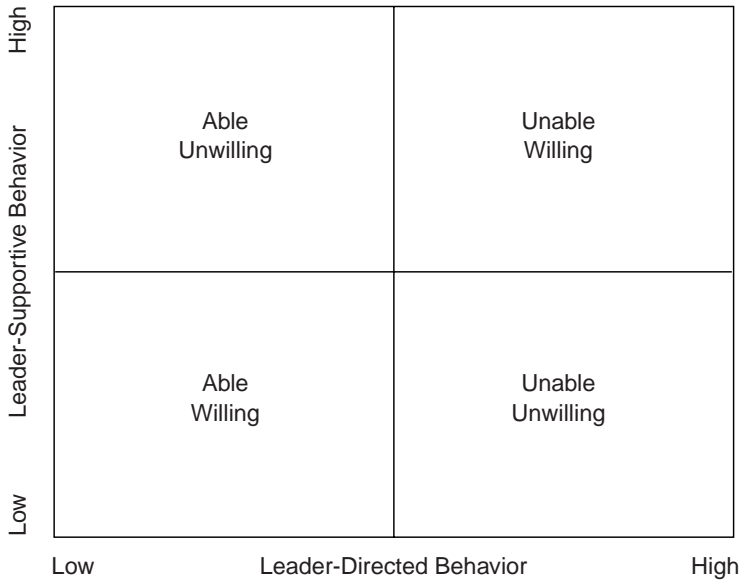 High
Able
Unwilling
Unable
Willing
Leader-Supportive Behavior
Able
Willing
Unable
Unwilling
Low
Low
Leader-Directed Behavior
High